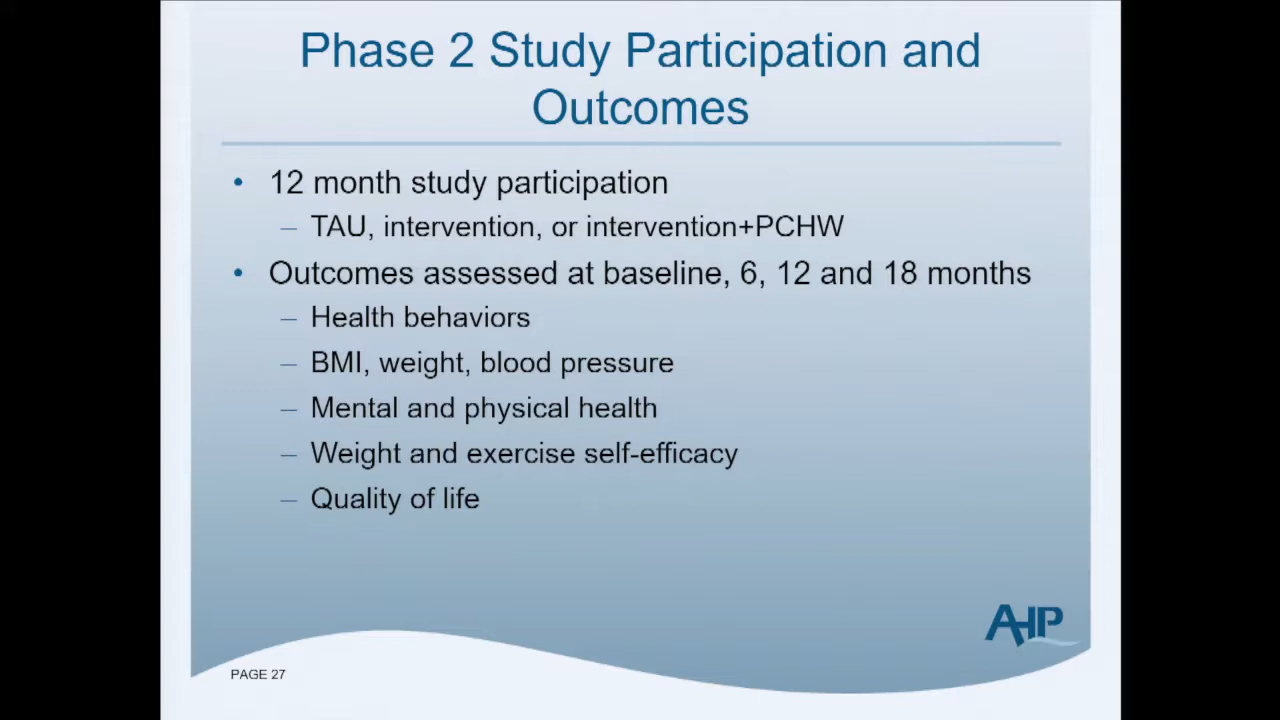 Phase 2 Study Participation and
Outcomes
• 12 month study participation
– TAU, intervention, or intervention+PCHW
• Outcomes assessed at baseline, 6, 12 and 18 months
– Health behaviors
– BMI, weight, blood pressure
– Mental and physical health
– Weight and exercise self-efficacy
– Quality of life
AHP
PAGE 27